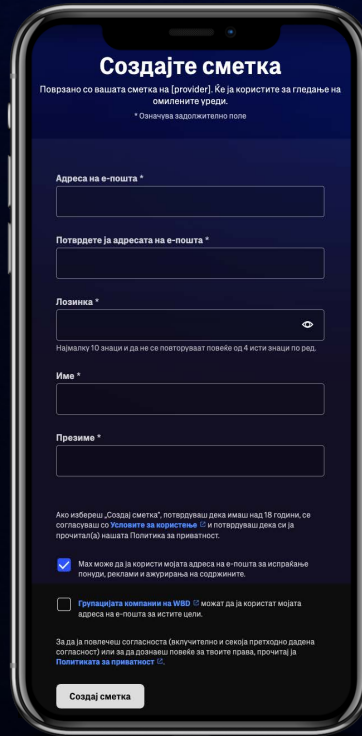 Создајте сметка
Поврзано со вашата сметка на [provider]. Ќе ја користите за гледање на
омилените уреди.
* Означува задолжително поле
Адреса на е-пошта *
Потврдете ја адресата на е-пошта *
Лозинка *
Најмалку 10 знаци и да не се повторуваат повеќе од 4 исти знаци по ред.
Име *
Презиме *
Ако избереш „Создај сметка“, потврдуваш дека имаш над 18 години, се
согласуваш со Условите за користење и потврдуваш дека си ја
прочитал(а) нашата Политика за приватност.
Max може да ја користи мојата адреса на е-пошта за испраќање
понуди, реклами и ажурирања на содржините.
Групацијата компании на WBD можат да ја користат мојата
адреса на е-пошта за истите цели.
За да ја повлечеш согласноста (вклучително и секоја претходно дадена
согласност) или за да дознаеш повеќе за твоите права, прочитај ја
Политиката за приватност.
Создај сметка